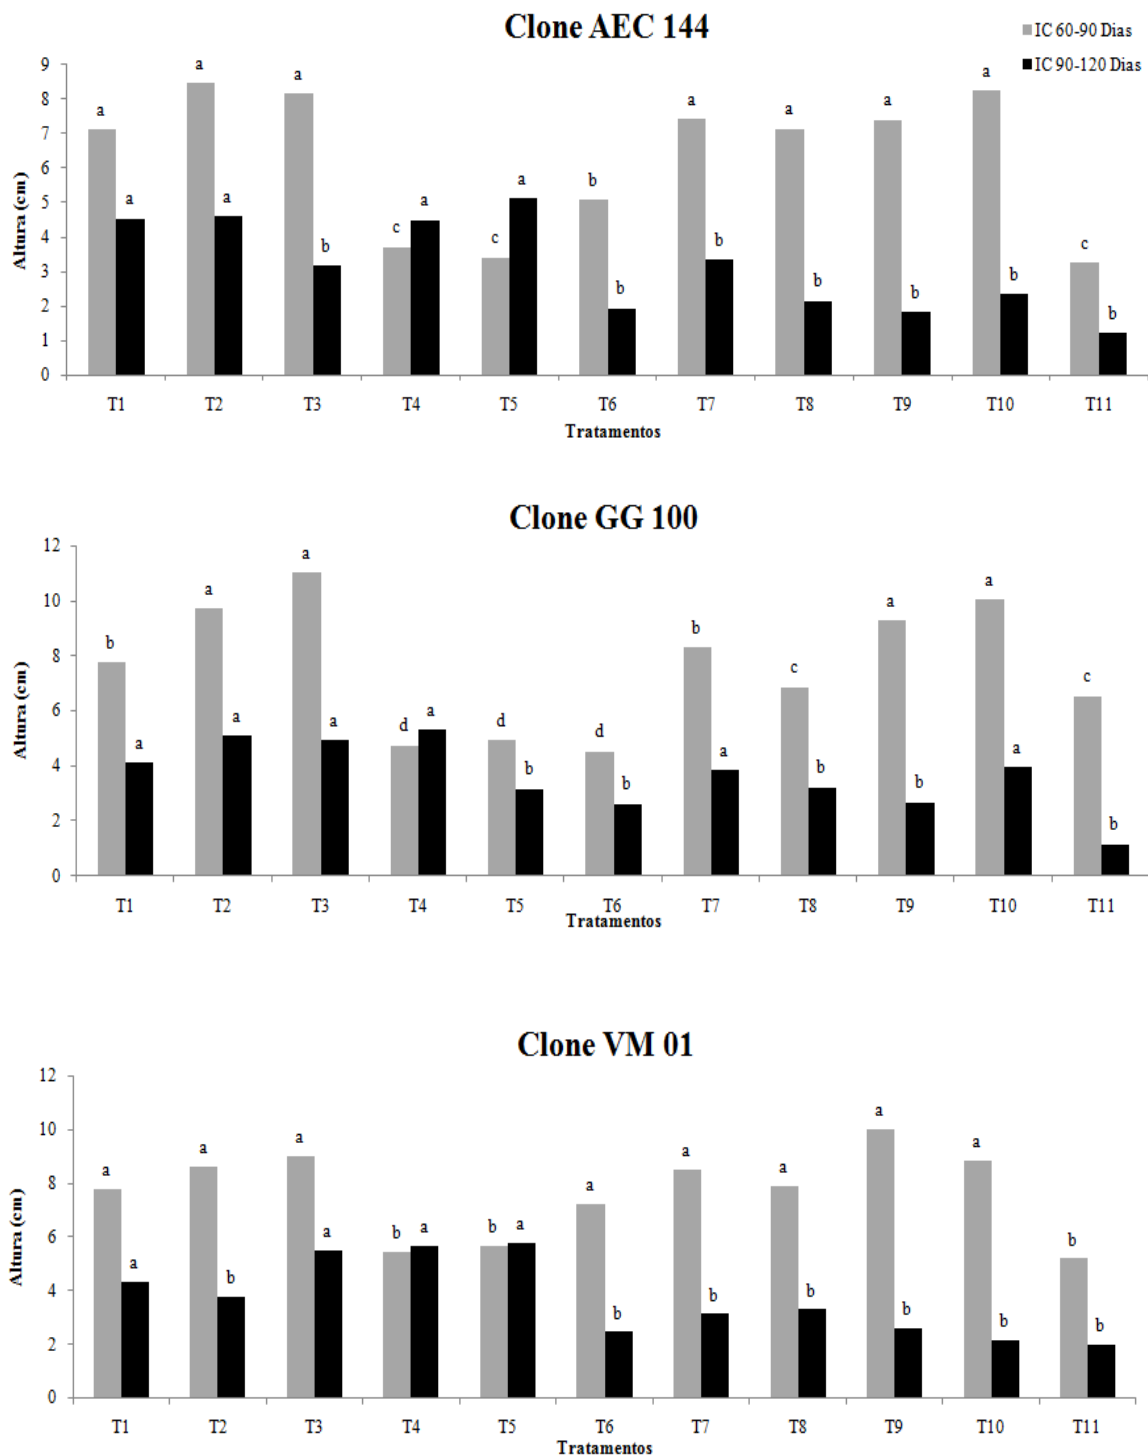 Clone AEC 144
IC 60-90 Dias
IC 90-120 Dias
Altura (cm)
9
8
7
6
5
4
3
2
1
0
a a a a a a c a c a b b a b a b a b a b c b
T1 T2 T3 T4 T5 T6 T7 T8 T9 T10 T11
Tratamentos
Clone GG 100
Altura (cm)
12
10
8
6
4
2
0
b a a a a a d a d b d b b a c b a b a a c b
T1 T2 T3 T4 T5 T6 T7 T8 T9 T10 T11
Tratamentos
Clone VM 01
Altura (cm)
12
10
8
6
4
2
0
a a a b a a b a b a a b a b a b a b a b b b
T1 T2 T3 T4 T5 T6 T7 T8 T9 T10 T11
Tratamentos